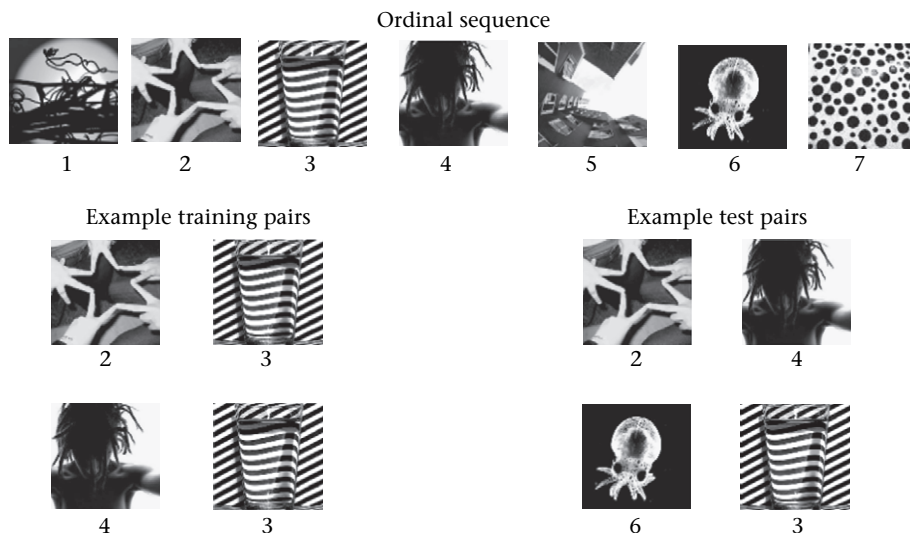 Ordinal sequence
1 2 3 4 5 6 7
Example training pairs
Example test pairs
2 3
2 4
4 3
6 3